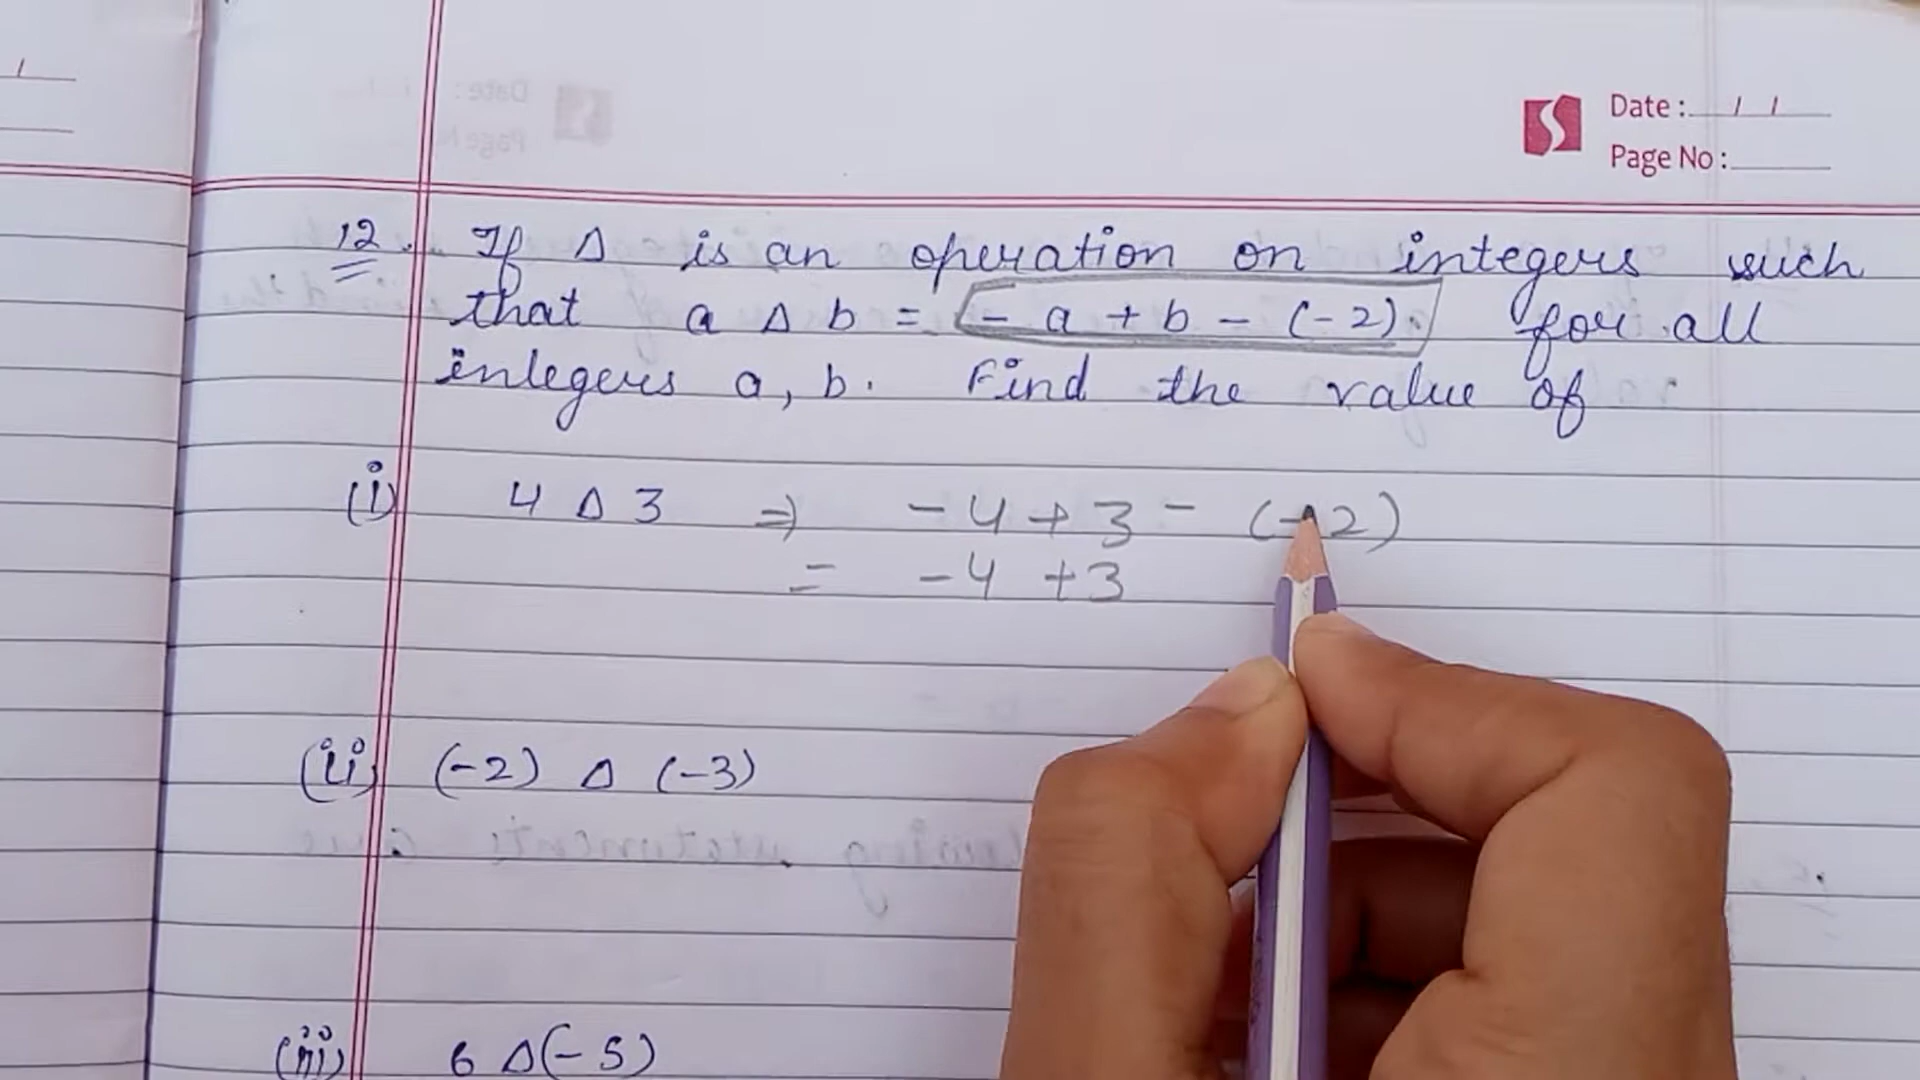 Date : / /
Page No :
12. If Δ is an operation on integers such
that a Δ b = - a + b - (-2). for all
integers a, b. Find the value of
(i) 4 Δ 3 ⇒ -4 + 3 - (-2)
= -4 +3
(ii) (-2) Δ (-3)
(iii) 6 Δ (-5)